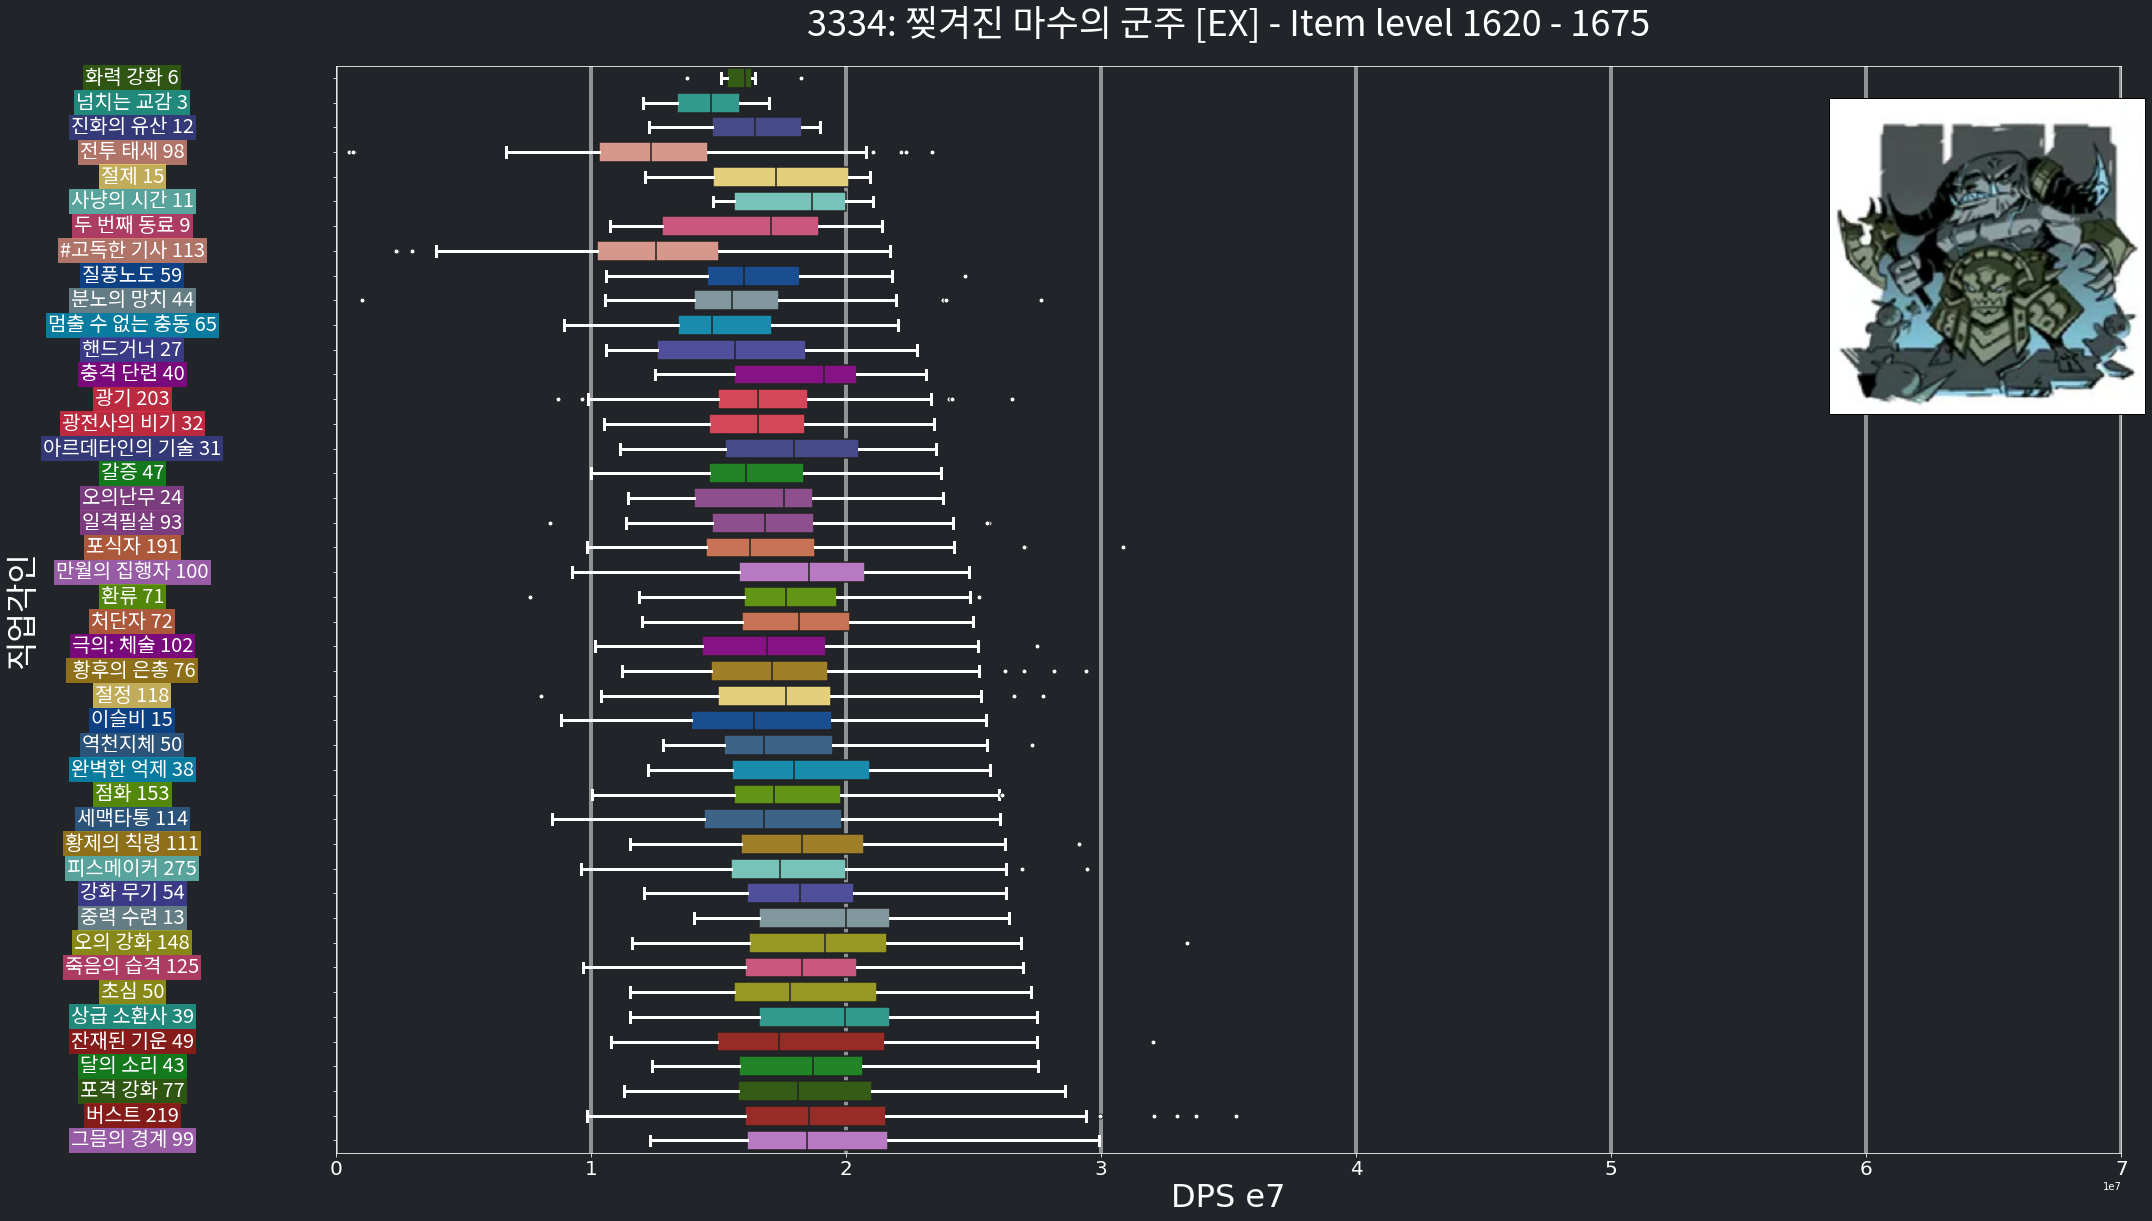 3334: 찢겨진 마수의 군주 [EX] - Item level 1620 - 1675
화력 강화 6
넘치는 교감 3
진화의 유산 12
전투 태세 98
절제 15
사냥의 시간 11
두 번째 동료 9
#고독한 기사 113
질풍노도 59
분노의 망치 44
멈출 수 없는 충동 65
핸드거너 27
충격 단련 40
광기 203
광전사의 비기 32
아르데타인의 기술 31
갈증 47
오의난무 24
일격필살 93
포식자 191
만월의 집행자 100
환류 71
처단자 72
극의: 체술 102
황후의 은총 76
절정 118
이슬비 15
역천지체 50
완벽한 억제 38
점화 153
세맥타통 114
황제의 칙령 111
피스메이커 275
강화 무기 54
중력 수련 13
오의 강화 148
죽음의 습격 125
초심 50
상급 소환사 39
잔재된 기운 49
달의 소리 43
포격 강화 77
버스트 219
그믐의 경계 99
직업각인
0 1 2 3 4 5 6 7
1e7
DPS e7